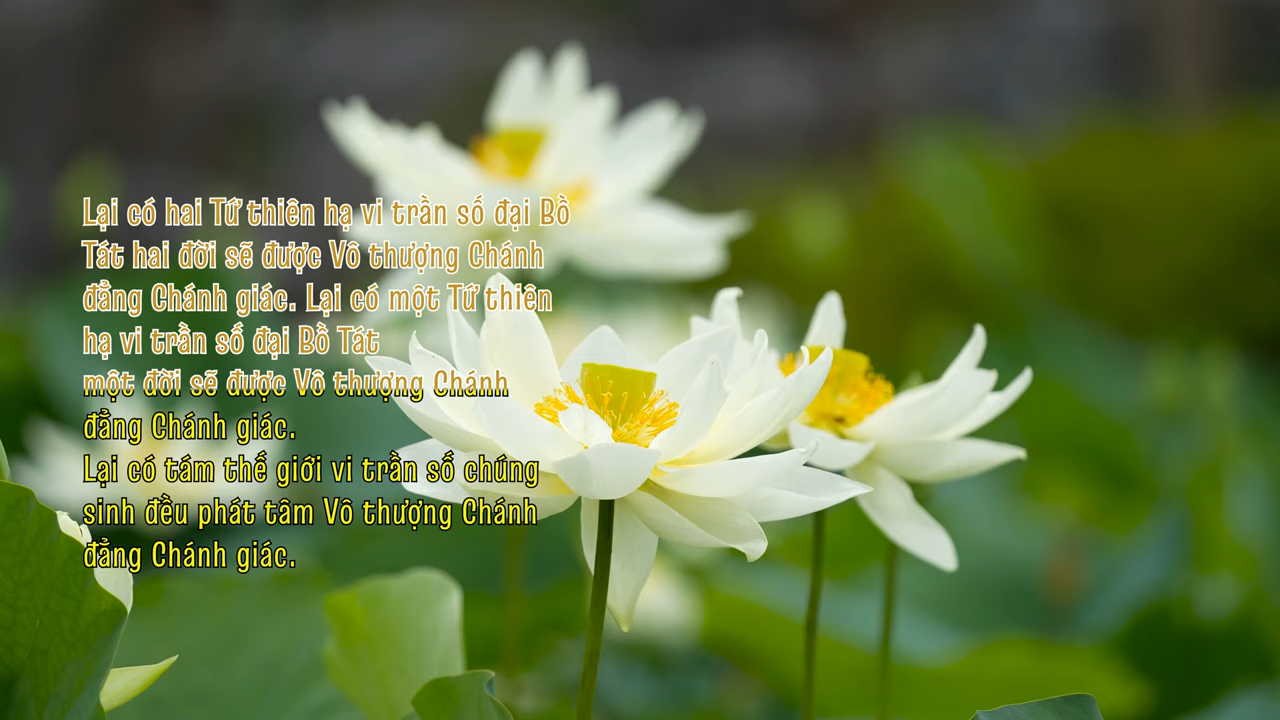 Lại có hai Tứ thiên hạ vi trần số đại Bồ
Tát hai đời sẽ được Vô thượng Chánh
đẳng Chánh giác. Lại có một Tứ thiên
hạ vi trần số đại Bồ Tát
một đời sẽ được Vô thượng Chánh
đẳng Chánh giác.
Lại có tám thế giới vi trần số chúng
sinh đều phát tâm Vô thượng Chánh
đẳng Chánh giác.